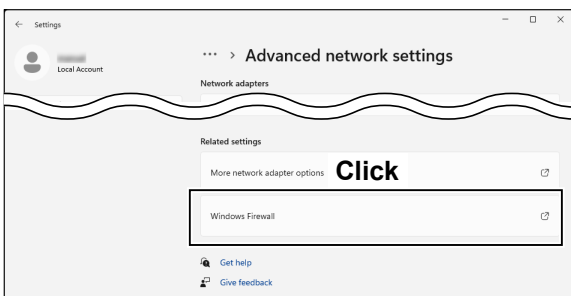 Settings
Local Account
··· > Advanced network settings
Network adapters
Related settings
More network adapter options
Click
Windows Firewall
Get help
Give feedback